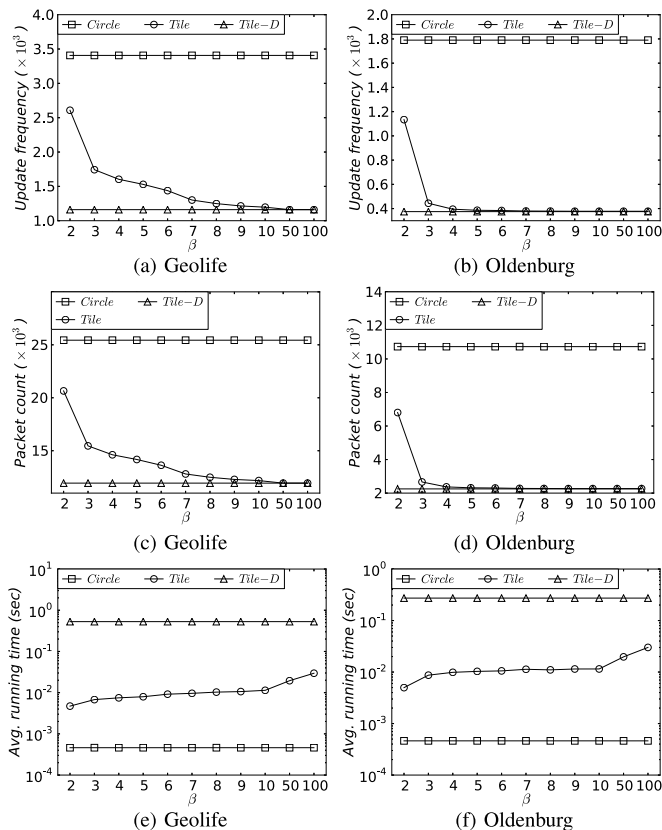 Circle Tile Tile−D
Update frequency ( × 10³ )
4.0
3.5
3.0
2.5
2.0
1.5
1.0
2 3 4 5 6 7 8 9 10 50 100
β
(a) Geolife
Circle Tile Tile−D
Update frequency ( × 10³ )
2.0
1.8
1.6
1.4
1.2
1.0
0.8
0.6
0.4
2 3 4 5 6 7 8 9 10 50 100
β
(b) Oldenburg
Circle Tile−D
Tile
Packet count ( × 10³ )
25
20
15
2 3 4 5 6 7 8 9 10 50 100
β
(c) Geolife
Circle Tile−D
Tile
Packet count ( × 10³ )
14
12
10
8
6
4
2
2 3 4 5 6 7 8 9 10 50 100
β
(d) Oldenburg
Circle Tile Tile−D
Avg. running time (sec)
10¹
10⁰
10⁻¹
10⁻²
10⁻³
10⁻⁴
2 3 4 5 6 7 8 9 10 50 100
β
(e) Geolife
Circle Tile Tile−D
Avg. running time (sec)
10⁰
10⁻¹
10⁻²
10⁻³
10⁻⁴
2 3 4 5 6 7 8 9 10 50 100
β
(f) Oldenburg